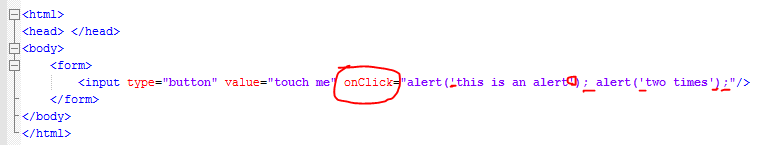 <html>
<head> </head>
<body>
<form>
<input type="button" value="touch me" onClick="alert('this is an alert'); alert('two times');"/>
</form>
</body>
</html>